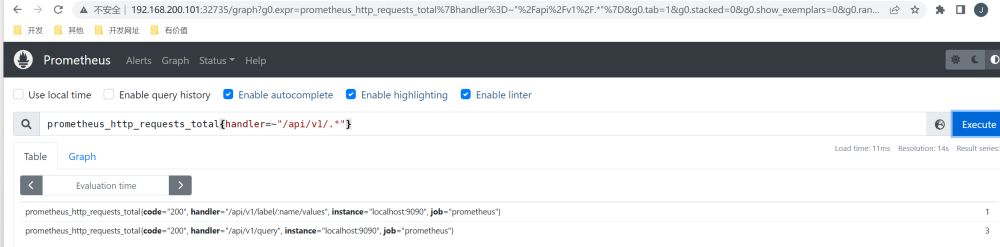 不安全 | 192.168.200.101:32735/graph?g0.expr=prometheus_http_requests_total%7Bhandler%3D~"%2Fapi%2Fv1%2F.*"%7D&g0.tab=1&g0.stacked=0&g0.show_exemplars=0&g0.ran... J
开发 其他 开发网址 有价值
Prometheus Alerts Graph Status Help
Use local time Enable query history Enable autocomplete Enable highlighting Enable linter
prometheus_http_requests_total{handler=~"/api/v1/.*"} Execute
Load time: 11ms Resolution: 14s Result series:
Table Graph
< Evaluation time >
prometheus_http_requests_total{code="200", handler="/api/v1/label/:name/values", instance="localhost:9090", job="prometheus"} 1
prometheus_http_requests_total{code="200", handler="/api/v1/query", instance="localhost:9090", job="prometheus"} 3